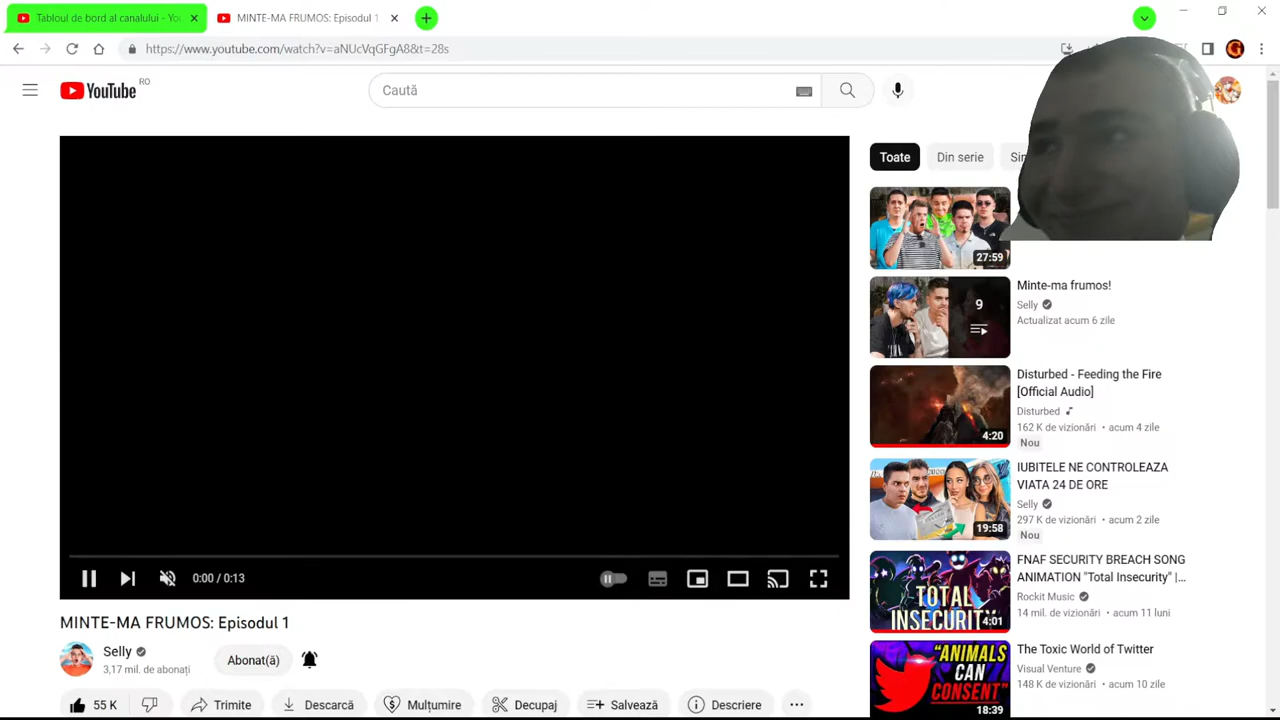 Tabloul de bord al canalului - You
MINTE-MA FRUMOS: Episodul 1
https://www.youtube.com/watch?v=aNUcVqGFgA8&t=28s
YouTube RO
Caută
Toate
Din serie
27:59
Minte-ma frumos!
Selly
Actualizat acum 6 zile
9
Disturbed - Feeding the Fire
[Official Audio]
Disturbed
162 K de vizionări • acum 4 zile
Nou
4:20
IUBITELE NE CONTROLEAZA
VIATA 24 DE ORE
Selly
297 K de vizionări • acum 2 zile
Nou
19:58
FNAF SECURITY BREACH SONG
ANIMATION "Total Insecurity" |...
Rockit Music
14 mil. de vizionări • acum 11 luni
TOTAL
INSECURITY
4:01
The Toxic World of Twitter
Visual Venture
148 K de vizionări • acum 10 zile
"ANIMALS
CAN
CONSENT"
18:39
0:00 / 0:13
MINTE-MA FRUMOS: Episodul 1
Selly
3,17 mil. de abonați
Abonat(ă)
55 K
Trimite
Descarcă
Mulțumire
Decupaj
Salvează
Descriere